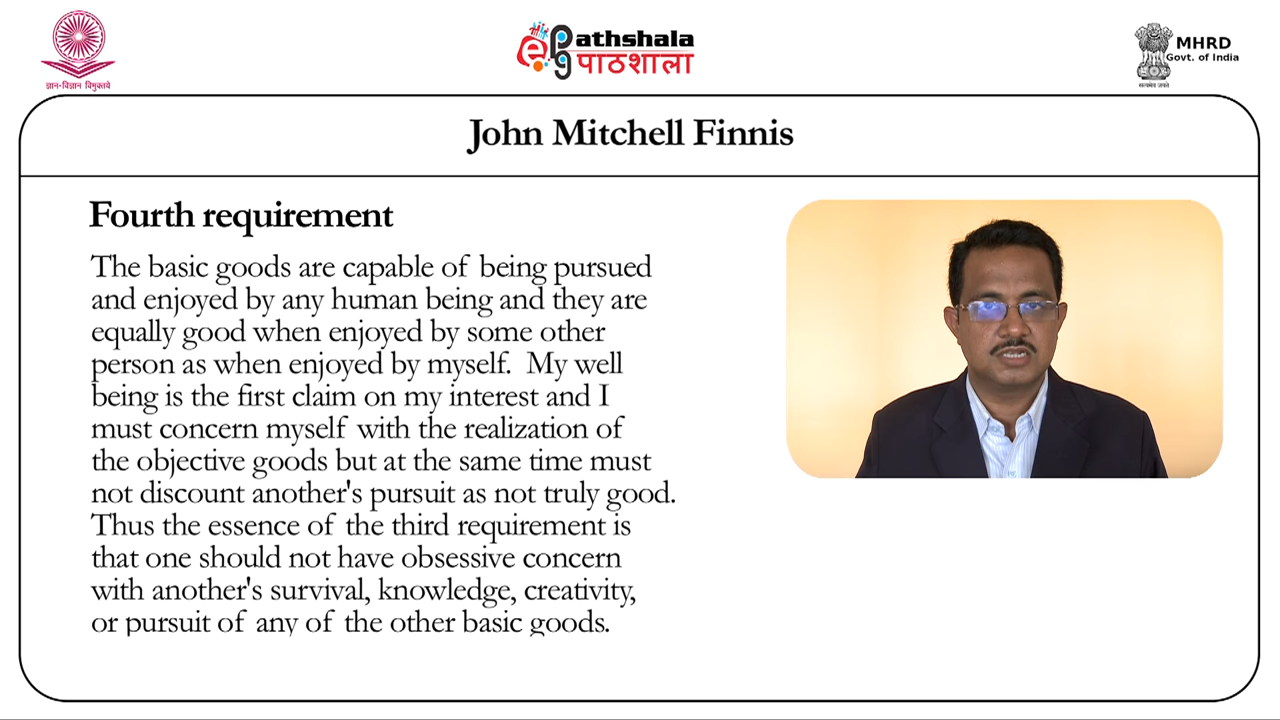 ज्ञान-विज्ञान विमुक्तये
epg athshala
पाठशाला
MHRD
Govt. of India
सत्यमेव जयते
John Mitchell Finnis
Fourth requirement
The basic goods are capable of being pursued
and enjoyed by any human being and they are
equally good when enjoyed by some other
person as when enjoyed by myself. My well
being is the first claim on my interest and I
must concern myself with the realization of
the objective goods but at the same time must
not discount another's pursuit as not truly good.
Thus the essence of the third requirement is
that one should not have obsessive concern
with another's survival, knowledge, creativity,
or pursuit of any of the other basic goods.